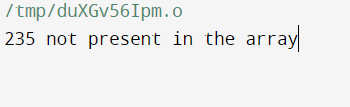 /tmp/duXGv56Ipm.o
235 not present in the array